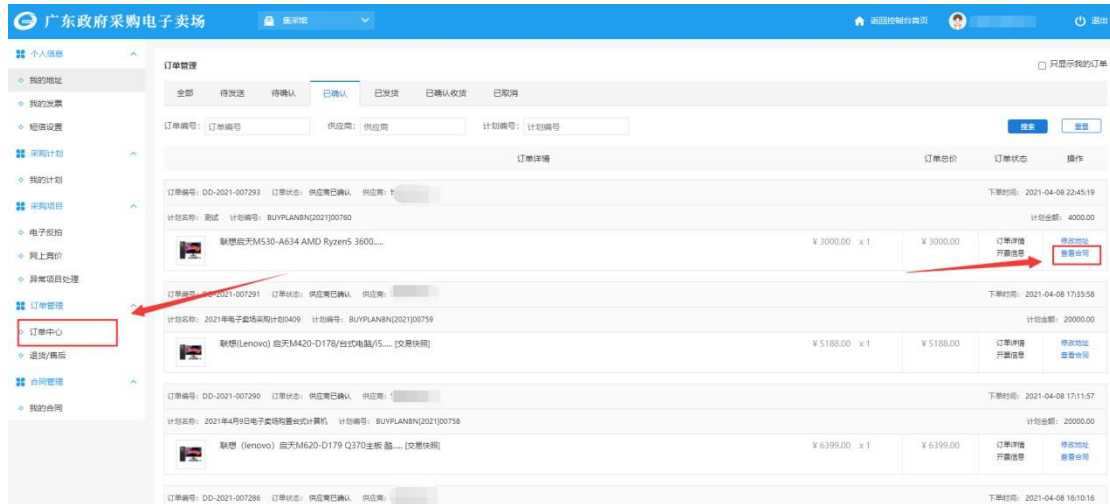 广东政府采购电子卖场 集采馆 返回控制台首页 退出
个人信息
我的地址
我的发票
短信设置
采购计划
我的计划
采购项目
电子反拍
网上竞价
异常项目处理
订单管理
订单中心
退货/售后
合同管理
我的合同
订单管理 只显示我的订单
全部 待发送 待确认 已确认 已发货 已确认收货 已取消
订单编号： 订单编号 供应商： 供应商 计划编号： 计划编号 搜索 重置
订单详情 订单总价 订单状态 操作
订单编号：DD-2021-007293 订单状态：供应商已确认 供应商： 下单时间：2021-04-08 22:45:19
计划名称：测试 计划编号：BUYPLANBN[2021]00760 计划金额：4000.00
联想启天M530-A634 AMD Ryzen5 3600,.... ¥ 3000.00 x 1 ¥ 3000.00 订单详情 修改地址
开票信息 查看合同
订单编号：DD-2021-007291 订单状态：供应商已确认 供应商： 下单时间：2021-04-08 17:35:58
计划名称：2021年电子卖场采购计划0409 计划编号：BUYPLANBN[2021]00759 计划金额：20000.00
联想(Lenovo) 启天M420-D178/台式电脑/i5..... [交易快照] ¥ 5188.00 x 1 ¥ 5188.00 订单详情 修改地址
开票信息 查看合同
订单编号：DD-2021-007290 订单状态：供应商已确认 供应商： 下单时间：2021-04-08 17:11:57
计划名称：2021年4月9日电子卖场购置台式计算机 计划编号：BUYPLANBN[2021]00758 计划金额：20000.00
联想（lenovo）启天M620-D179 Q370主板 酷..... [交易快照] ¥ 6399.00 x 1 ¥ 6399.00 订单详情 修改地址
开票信息 查看合同
订单编号：DD-2021-007286 订单状态：供应商已确认 供应商： 下单时间：2021-04-08 16:10:16